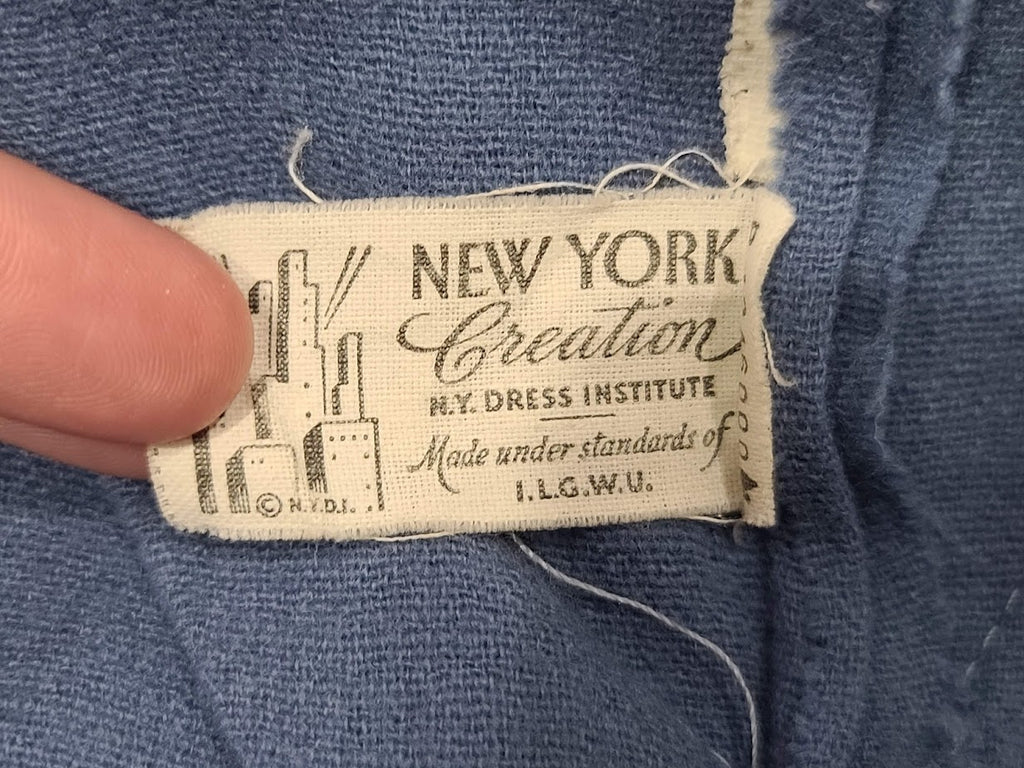 NEW YORK
Creation
N.Y. DRESS INSTITUTE
Made under standards of
I.L.G.W.U.
© N.Y.D.I.